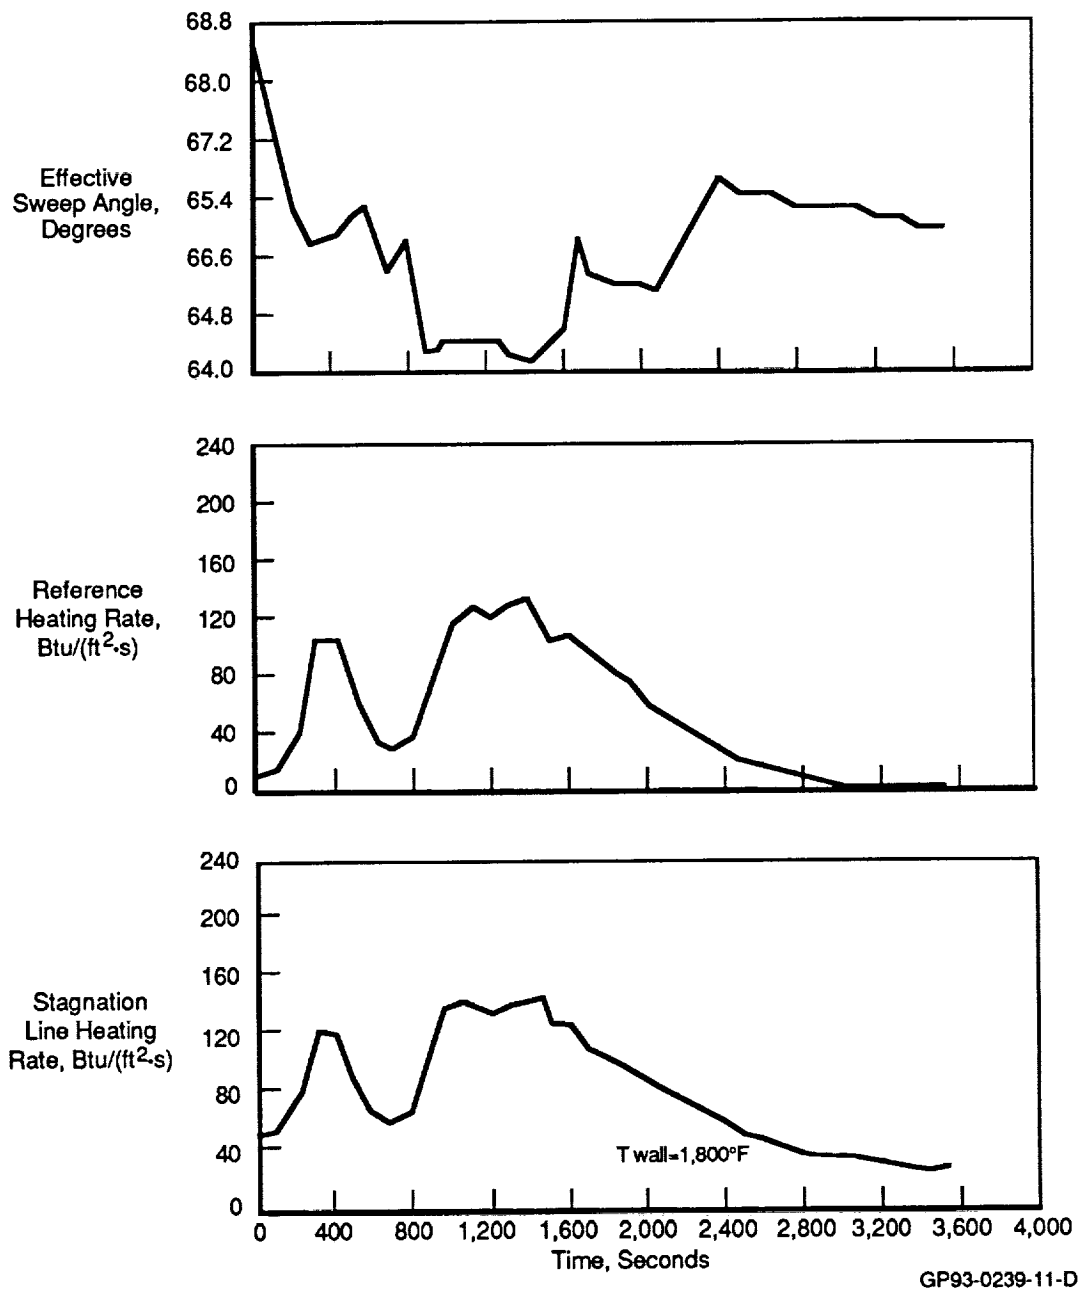 68.8
68.0
67.2
65.4
66.6
64.8
64.0
Effective
Sweep Angle,
Degrees
240
200
160
120
80
40
0
Reference
Heating Rate,
Btu/(ft²·s)
240
200
160
120
80
40
0
Stagnation
Line Heating
Rate, Btu/(ft²·s)
T wall=1,800°F
0 400 800 1,200 1,600 2,000 2,400 2,800 3,200 3,600 4,000
Time, Seconds
GP93-0239-11-D